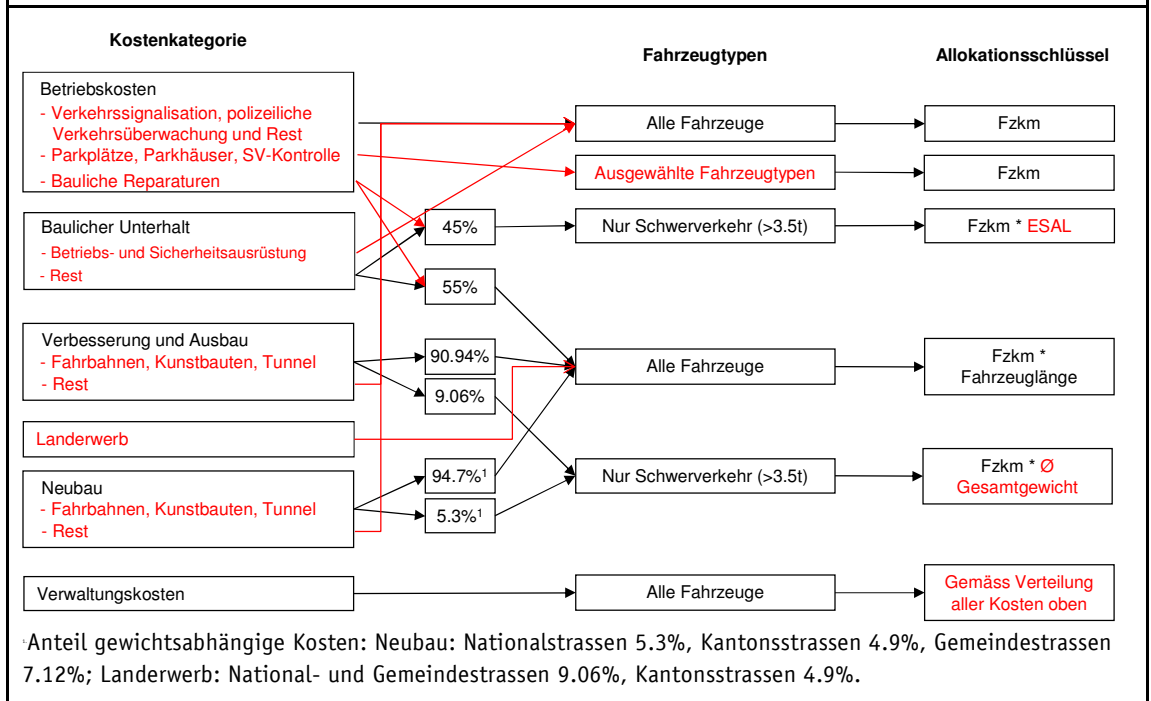 Kostenkategorie
Fahrzeugtypen
Allokationsschlüssel
Betriebskosten
- Verkehrssignalisation, polizeiliche
Verkehrsüberwachung und Rest
- Parkplätze, Parkhäuser, SV-Kontrolle
- Bauliche Reparaturen
Alle Fahrzeuge
Fzkm
Ausgewählte Fahrzeugtypen
Fzkm
Baulicher Unterhalt
- Betriebs- und Sicherheitsausrüstung
- Rest
45%
Nur Schwerverkehr (>3.5t)
Fzkm * ESAL
55%
Verbesserung und Ausbau
- Fahrbahnen, Kunstbauten, Tunnel
- Rest
90.94%
9.06%
Alle Fahrzeuge
Fzkm *
Fahrzeuglänge
Landerwerb
Neubau
- Fahrbahnen, Kunstbauten, Tunnel
- Rest
94.7%¹
5.3%¹
Nur Schwerverkehr (>3.5t)
Fzkm * Ø
Gesamtgewicht
Verwaltungskosten
Alle Fahrzeuge
Gemäss Verteilung
aller Kosten oben
¹ Anteil gewichtsabhängige Kosten: Neubau: Nationalstrassen 5.3%, Kantonsstrassen 4.9%, Gemeindestrassen
7.12%; Landerwerb: National- und Gemeindestrassen 9.06%, Kantonsstrassen 4.9%.